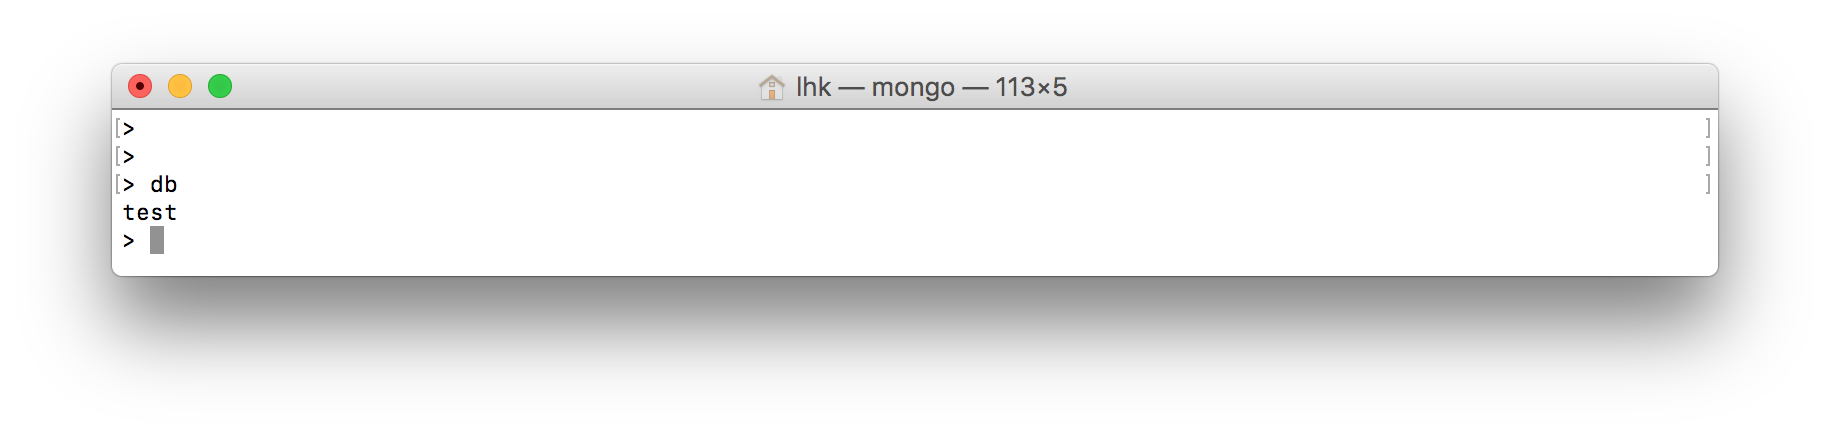 lhk — mongo — 113×5
[> ]
[> ]
[> db ]
test
>